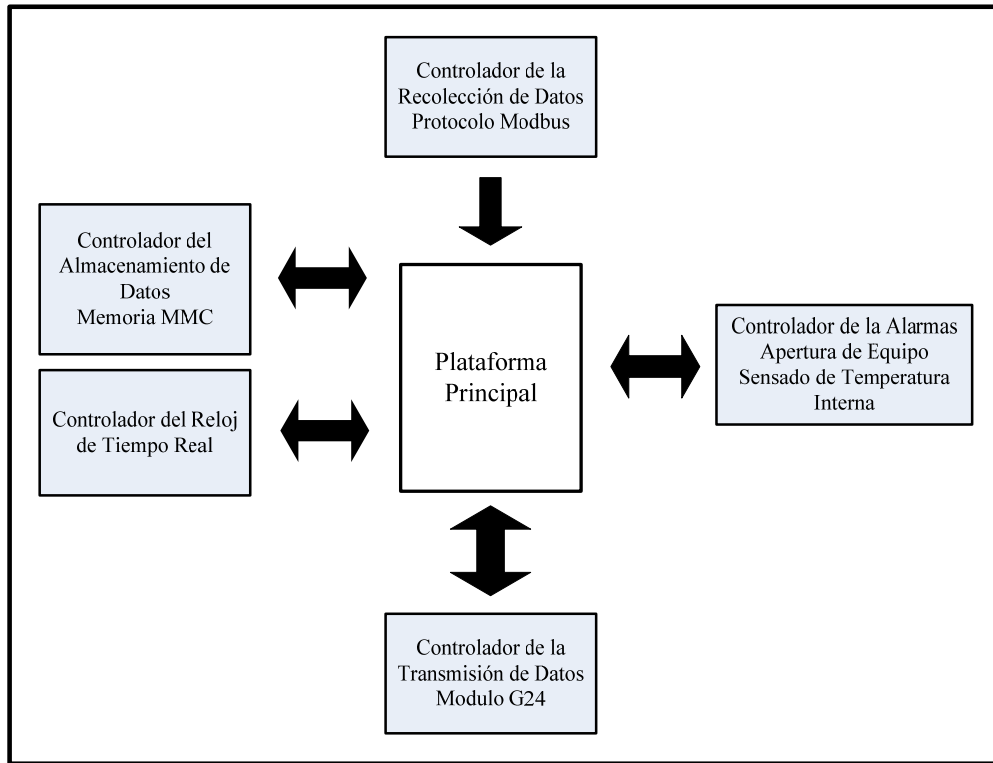 Controlador de la
Recolección de Datos
Protocolo Modbus
Controlador del
Almacenamiento de
Datos
Memoria MMC
Controlador del Reloj
de Tiempo Real
Plataforma
Principal
Controlador de la Alarmas
Apertura de Equipo
Sensado de Temperatura
Interna
Controlador de la
Transmisión de Datos
Modulo G24